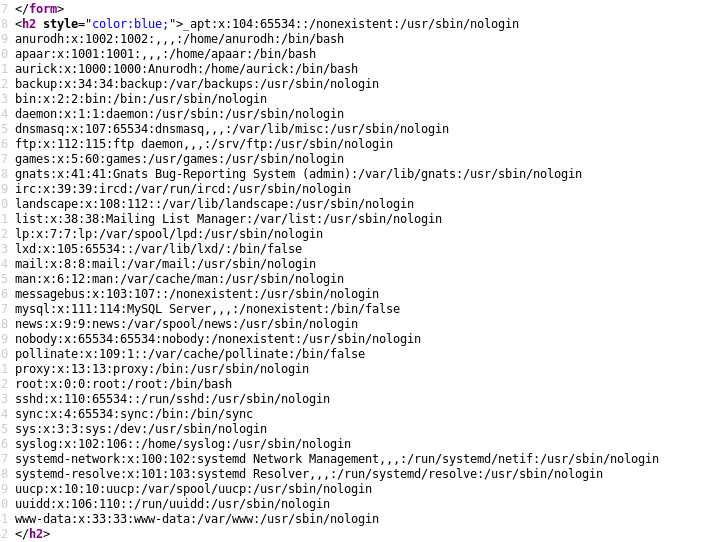 7 </form>
8 <h2 style="color:blue;">_apt:x:104:65534::/nonexistent:/usr/sbin/nologin
9 anurodh:x:1002:1002:,,,:/home/anurodh:/bin/bash
0 apaar:x:1001:1001:,,,:/home/apaar:/bin/bash
1 aurick:x:1000:1000:Anurodh:/home/aurick:/bin/bash
2 backup:x:34:34:backup:/var/backups:/usr/sbin/nologin
3 bin:x:2:2:bin:/bin:/usr/sbin/nologin
4 daemon:x:1:1:daemon:/usr/sbin:/usr/sbin/nologin
5 dnsmasq:x:107:65534:dnsmasq,,,:/var/lib/misc:/usr/sbin/nologin
6 ftp:x:112:115:ftp daemon,,,:/srv/ftp:/usr/sbin/nologin
7 games:x:5:60:games:/usr/games:/usr/sbin/nologin
8 gnats:x:41:41:Gnats Bug-Reporting System (admin):/var/lib/gnats:/usr/sbin/nologin
9 irc:x:39:39:ircd:/var/run/ircd:/usr/sbin/nologin
0 landscape:x:108:112::/var/lib/landscape:/usr/sbin/nologin
1 list:x:38:38:Mailing List Manager:/var/list:/usr/sbin/nologin
2 lp:x:7:7:lp:/var/spool/lpd:/usr/sbin/nologin
3 lxd:x:105:65534::/var/lib/lxd/:/bin/false
4 mail:x:8:8:mail:/var/mail:/usr/sbin/nologin
5 man:x:6:12:man:/var/cache/man:/usr/sbin/nologin
6 messagebus:x:103:107::/nonexistent:/usr/sbin/nologin
7 mysql:x:111:114:MySQL Server,,,:/nonexistent:/bin/false
8 news:x:9:9:news:/var/spool/news:/usr/sbin/nologin
9 nobody:x:65534:65534:nobody:/nonexistent:/usr/sbin/nologin
0 pollinate:x:109:1::/var/cache/pollinate:/bin/false
1 proxy:x:13:13:proxy:/bin:/usr/sbin/nologin
2 root:x:0:0:root:/root:/bin/bash
3 sshd:x:110:65534::/run/sshd:/usr/sbin/nologin
4 sync:x:4:65534:sync:/bin:/bin/sync
5 sys:x:3:3:sys:/dev:/usr/sbin/nologin
6 syslog:x:102:106::/home/syslog:/usr/sbin/nologin
7 systemd-network:x:100:102:systemd Network Management,,,:/run/systemd/netif:/usr/sbin/nologin
8 systemd-resolve:x:101:103:systemd Resolver,,,:/run/systemd/resolve:/usr/sbin/nologin
9 uucp:x:10:10:uucp:/var/spool/uucp:/usr/sbin/nologin
0 uuidd:x:106:110::/run/uuidd:/usr/sbin/nologin
1 www-data:x:33:33:www-data:/var/www:/usr/sbin/nologin
2 </h2>